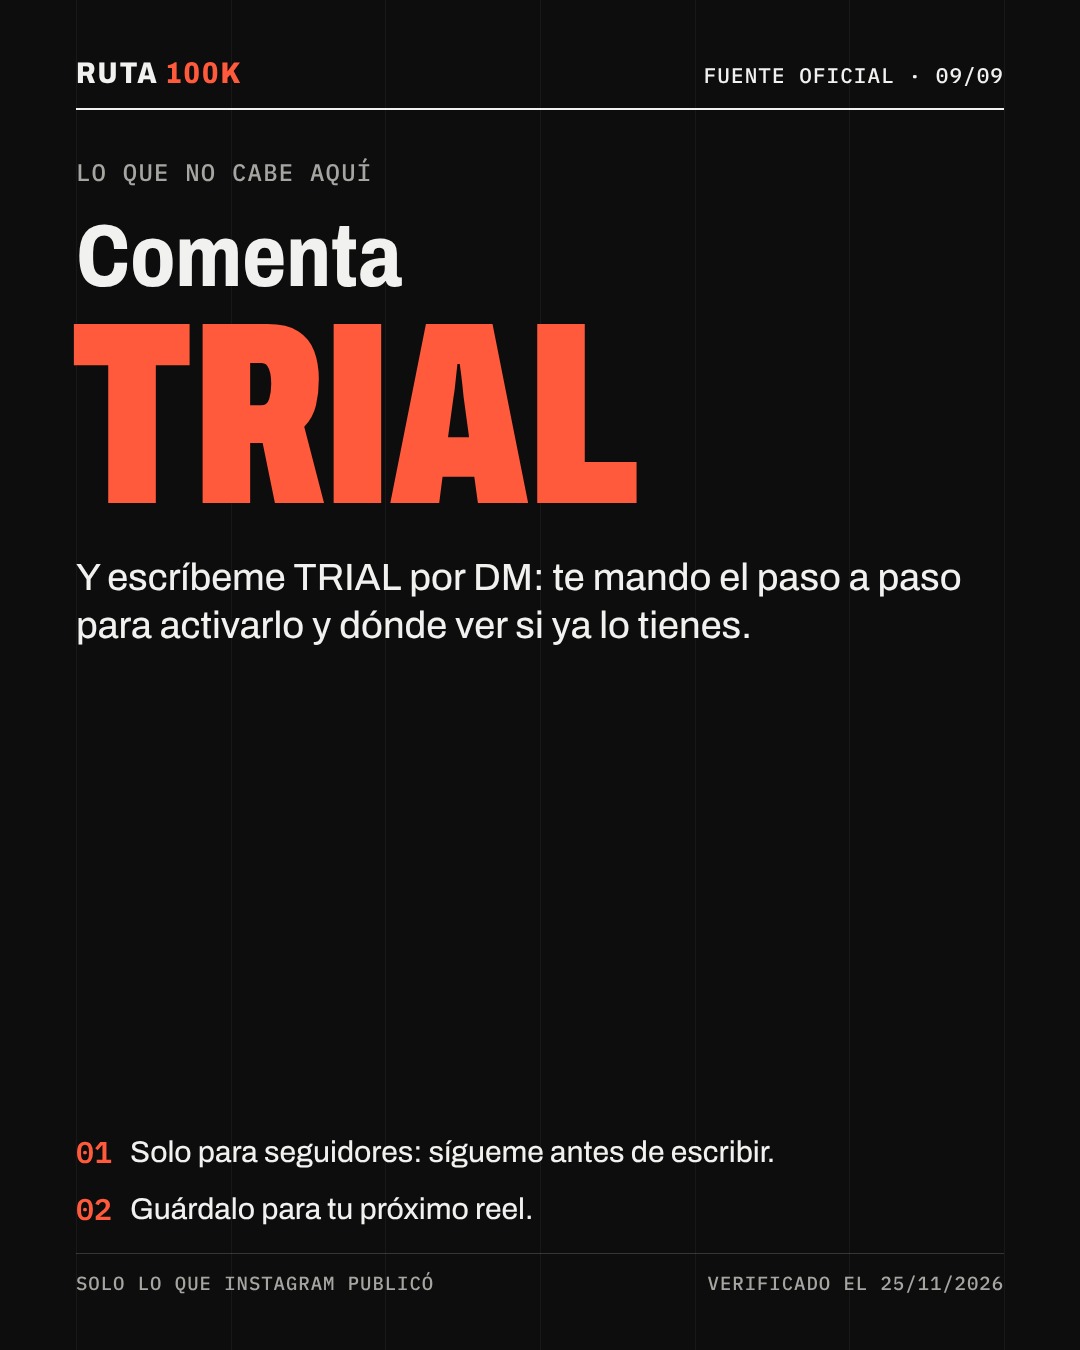 RUTA 100K
FUENTE OFICIAL · 09/09
LO QUE NO CABE AQUÍ
Comenta
TRIAL
Y escríbeme TRIAL por DM: te mando el paso a paso
para activarlo y dónde ver si ya lo tienes.
01 Solo para seguidores: sígueme antes de escribir.
02 Guárdalo para tu próximo reel.
SOLO LO QUE INSTAGRAM PUBLICÓ
VERIFICADO EL 25/11/2026